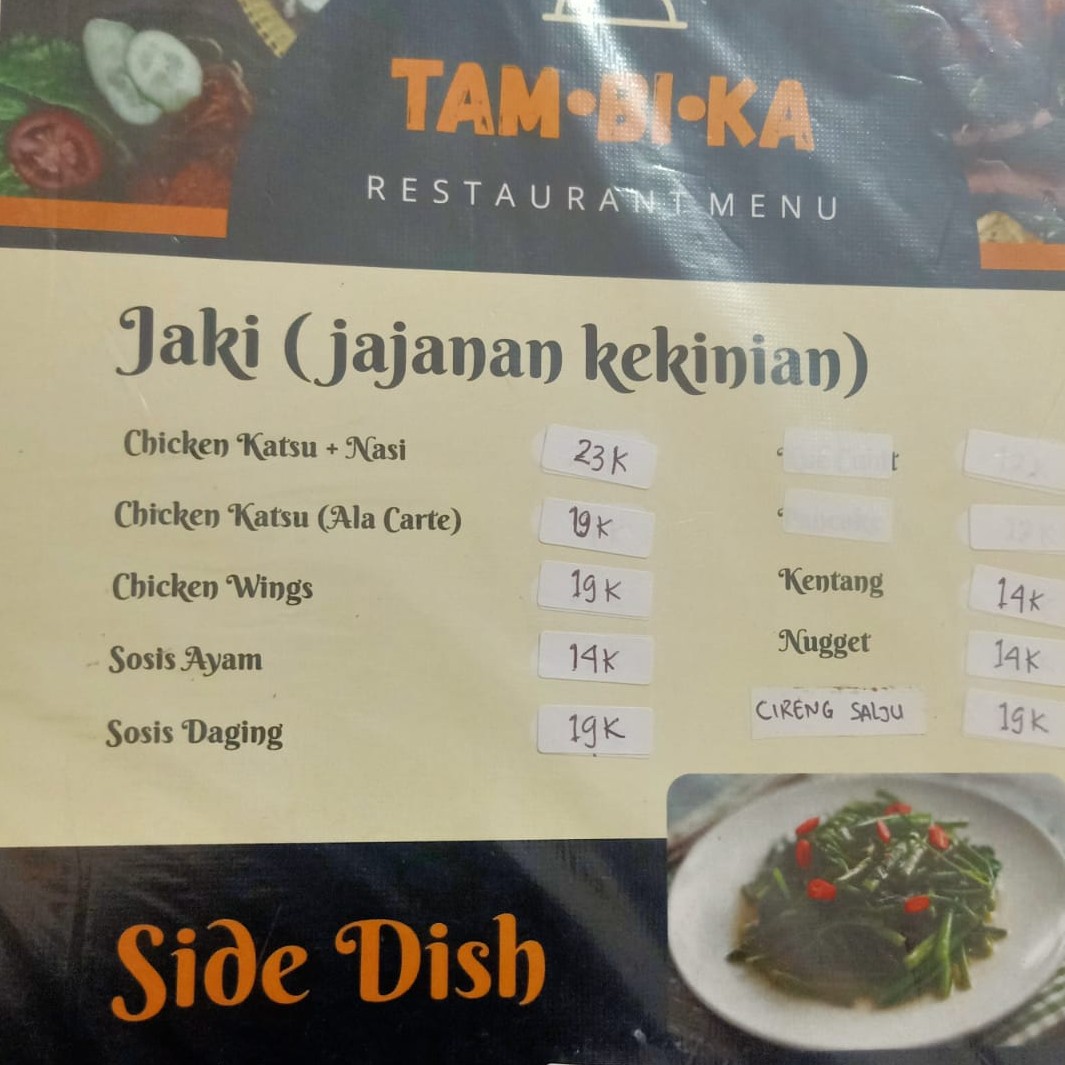 TAM•BI•KA
RESTAURANT MENU
Jaki (jajanan kekinian)
Chicken Katsu + Nasi 23K
Chicken Katsu (Ala Carte) 19K
Chicken Wings 19K
Sosis Ayam 14K
Sosis Daging 19K
Kentang 14K
Nugget 14K
CIRENG SALJU 19K
Side Dish